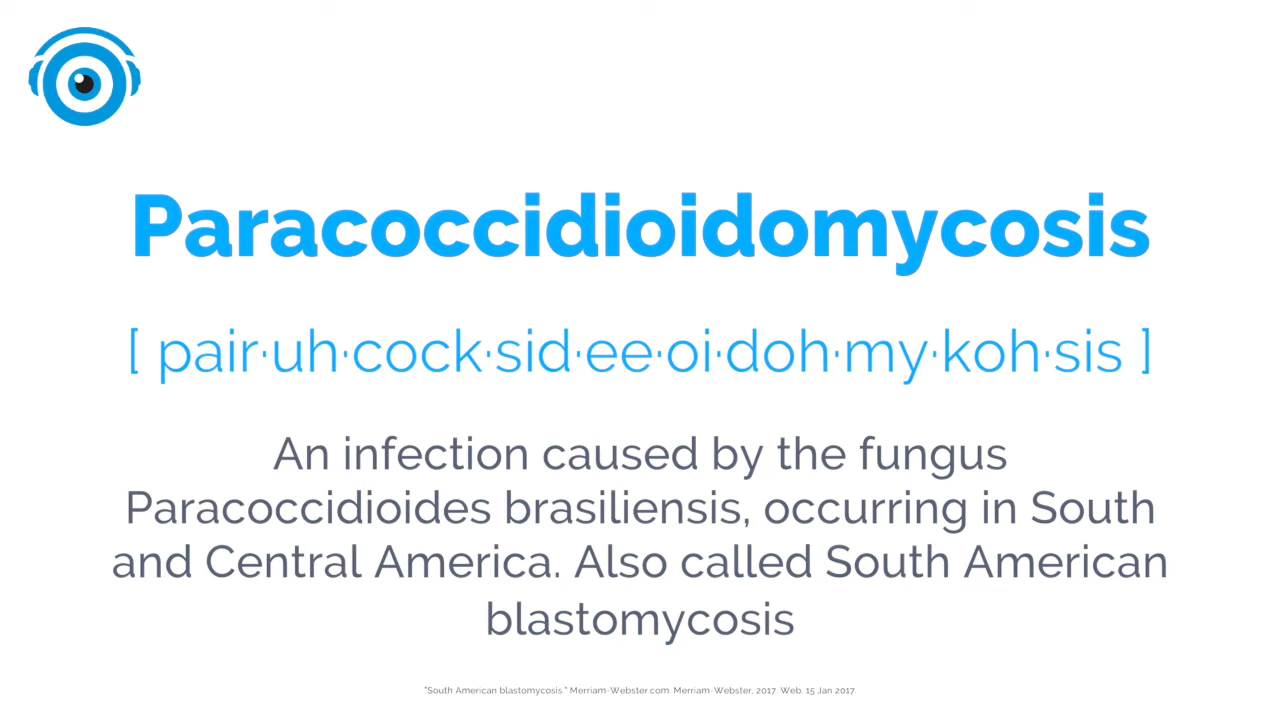 Paracoccidioidomycosis
[ pair·uh·cock·sid·ee·oi·doh·my·koh·sis ]
An infection caused by the fungus
Paracoccidioides brasiliensis, occurring in South
and Central America. Also called South American
blastomycosis
"South American blastomycosis." Merriam-Webster.com. Merriam-Webster, 2017. Web. 15 Jan 2017.